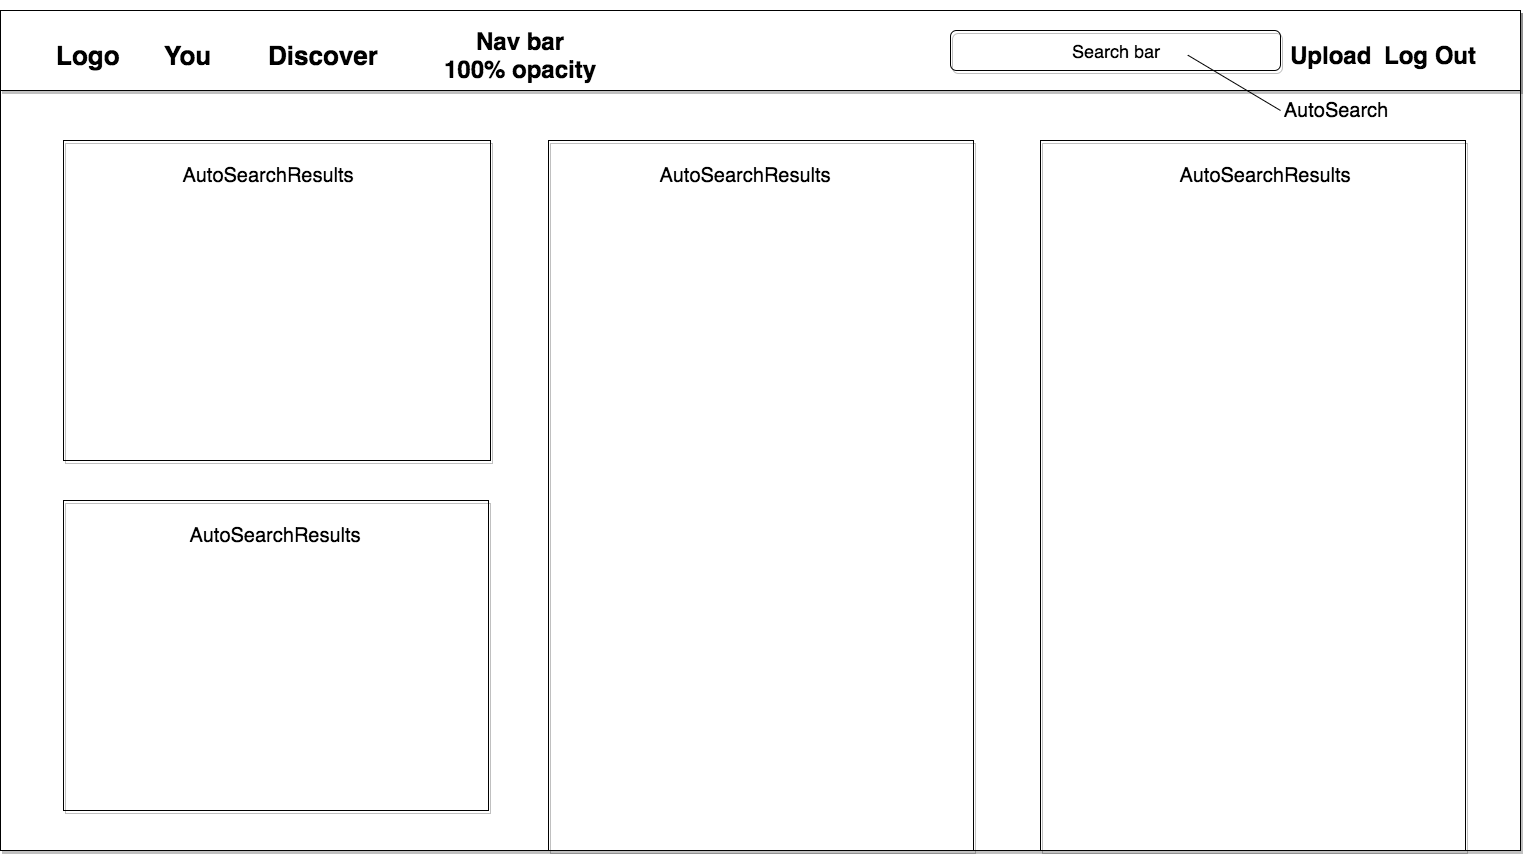 Logo
You
Discover
Nav bar
100% opacity
Search bar
Upload
Log Out
AutoSearch
AutoSearchResults
AutoSearchResults
AutoSearchResults
AutoSearchResults